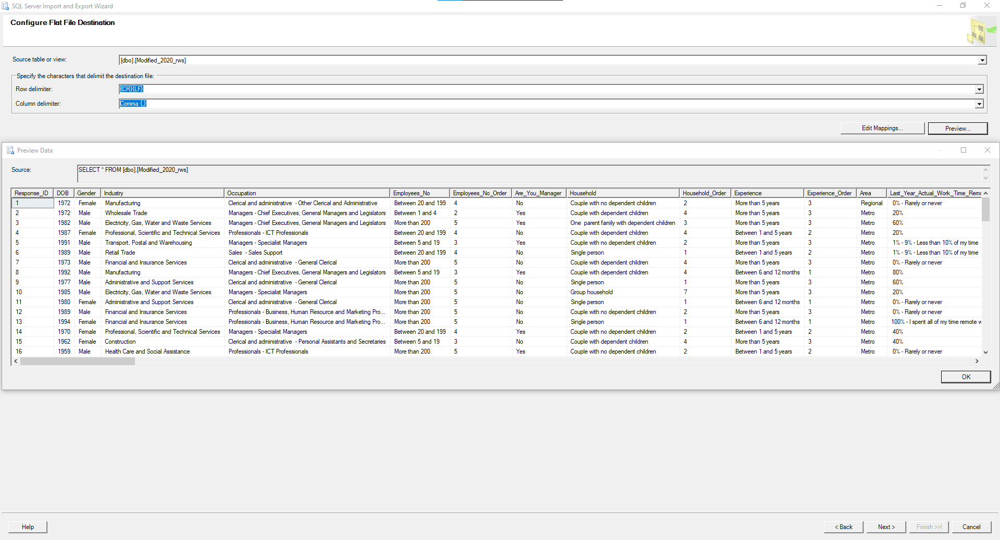 SQL Server Import and Export Wizard
Configure Flat File Destination
Source table or view: [dbo].[Modified_2020_rws]
Specify the characters that delimit the destination file:
Row delimiter: {CR}{LF}
Column delimiter: Comma {,}
Edit Mappings... Preview...
Preview Data
Source: SELECT * FROM [dbo].[Modified_2020_rws]
Response_ID DOB Gender Industry Occupation Employees_No Employees_No_Order Are_You_Manager Household Household_Order Experience Experience_Order Area Last_Year_Actual_Work_Time_Remo
1 1972 Female Manufacturing Clerical and administrative  - Other Clerical and Administrative Between 20 and 199 4 No Couple with no dependent children 2 More than 5 years 3 Regional 0% - Rarely or never
2 1972 Male Wholesale Trade Managers - Chief Executives, General Managers and Legislators Between 1 and 4 2 Yes Couple with dependent children 4 More than 5 years 3 Metro 20%
3 1982 Male Electricity, Gas, Water and Waste Services Managers - Chief Executives, General Managers and Legislators More than 200 5 Yes One  parent family with dependent children 3 More than 5 years 3 Metro 60%
4 1987 Female Professional, Scientific and Technical Services Professionals - ICT Professionals Between 20 and 199 4 No Couple with dependent children 4 Between 1 and 5 years 2 Metro 20%
5 1991 Male Transport, Postal and Warehousing Managers - Specialist Managers Between 5 and 19 3 Yes Couple with no dependent children 2 More than 5 years 3 Metro 1% - 9% - Less than 10% of my time
6 1989 Male Retail Trade Sales  - Sales Support Between 20 and 199 4 No Single person 1 Between 1 and 5 years 2 Metro 1% - 9% - Less than 10% of my time
7 1973 Male Financial and Insurance Services Clerical and administrative  - General Clerical More than 200 5 No Couple with dependent children 4 More than 5 years 3 Metro 0% - Rarely or never
8 1992 Male Manufacturing Managers - Chief Executives, General Managers and Legislators Between 5 and 19 3 Yes Couple with dependent children 4 Between 6 and 12 months 1 Metro 80%
9 1977 Male Administrative and Support Services Clerical and administrative  - General Clerical More than 200 5 No Single person 1 More than 5 years 3 Metro 60%
10 1985 Male Electricity, Gas, Water and Waste Services Managers - Specialist Managers More than 200 5 No Group household 7 More than 5 years 3 Metro 20%
11 1980 Female Administrative and Support Services Clerical and administrative  - General Clerical More than 200 5 No Single person 1 Between 6 and 12 months 1 Metro 0% - Rarely or never
12 1989 Male Financial and Insurance Services Professionals - Business, Human Resource and Marketing Pro... More than 200 5 No Couple with no dependent children 2 More than 5 years 3 Metro 0% - Rarely or never
13 1994 Female Financial and Insurance Services Professionals - Business, Human Resource and Marketing Pro... More than 200 5 No Single person 1 Between 6 and 12 months 1 Metro 100% - I spent all of my time remote w
14 1970 Female Professional, Scientific and Technical Services Managers - Specialist Managers Between 20 and 199 4 Yes Couple with no dependent children 2 Between 1 and 5 years 2 Metro 40%
15 1962 Female Construction Clerical and administrative  - Personal Assistants and Secretaries Between 5 and 19 3 No Couple with dependent children 4 More than 5 years 3 Metro 40%
16 1959 Male Health Care and Social Assistance Professionals - ICT Professionals More than 200 5 Yes Couple with no dependent children 2 Between 1 and 5 years 2 Metro 0% - Rarely or never
OK
Help < Back Next > Finish >>| Cancel